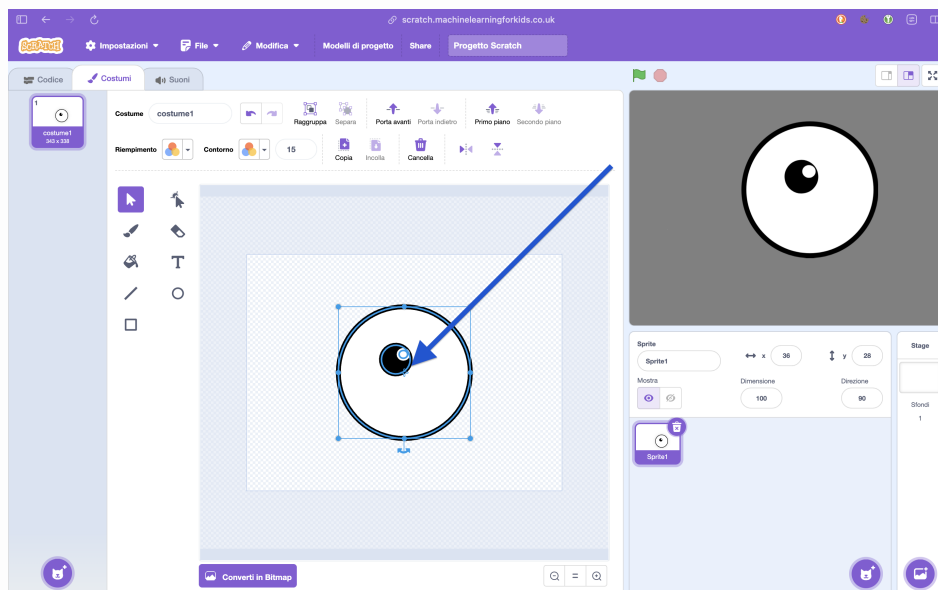 scratch.machinelearningforkids.co.uk
SCRATCH
Impostazioni
File
Modifica
Modelli di progetto
Share
Progetto Scratch
Codice
Costumi
Suoni
1
costume1
343 x 338
Costume
costume1
Raggruppa
Separa
Porta avanti
Porta indietro
Primo piano
Secondo piano
Riempimento
Contorno
15
Copia
Incolla
Cancella
T
Converti in Bitmap
Sprite
Sprite1
x
36
y
28
Mostra
Dimensione
100
Direzione
90
Sprite1
Stage
Sfondi
1